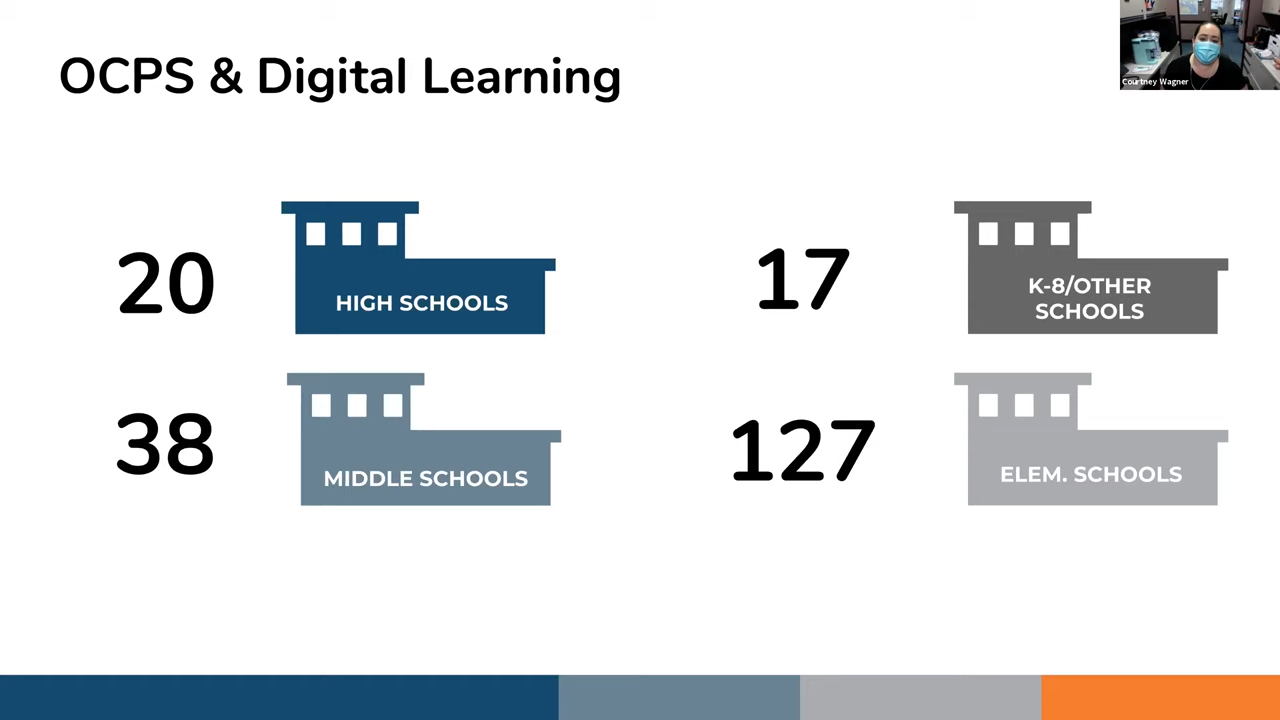 OCPS & Digital Learning
Courtney Wagner
20
HIGH SCHOOLS
17
K-8/OTHER
SCHOOLS
38
MIDDLE SCHOOLS
127
ELEM. SCHOOLS